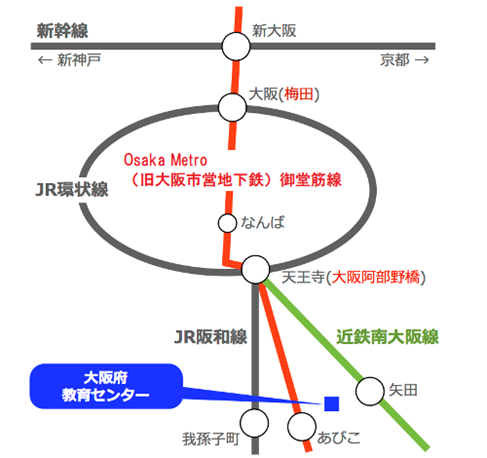 新幹線
新大阪
← 新神戸
京都 →
大阪(梅田)
Osaka Metro
(旧大阪市営地下鉄)御堂筋線
JR環状線
なんば
天王寺(大阪阿部野橋)
JR阪和線
近鉄南大阪線
大阪府
教育センター
矢田
我孫子町
あびこ